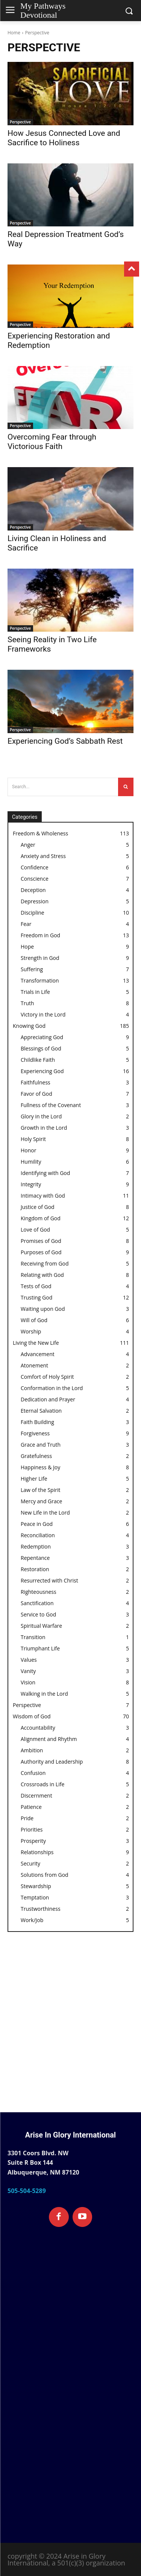 My Pathways
Devotional
Home › Perspective
PERSPECTIVE
SACRIFICIAL
LOVE
Perspective
How Jesus Connected Love and
Sacrifice to Holiness
Perspective
Real Depression Treatment God's
Way
Your Redemption
Perspective
Experiencing Restoration and
Redemption
FEAR
Perspective
Overcoming Fear through
Victorious Faith
Perspective
Living Clean in Holiness and
Sacrifice
Perspective
Seeing Reality in Two Life
Frameworks
Perspective
Experiencing God's Sabbath Rest
Search...
Categories
Freedom & Wholeness 113
Anger 5
Anxiety and Stress 5
Confidence 6
Conscience 7
Deception 4
Depression 5
Discipline 10
Fear 4
Freedom in God 13
Hope 9
Strength in God 9
Suffering 7
Transformation 13
Trials in Life 5
Truth 8
Victory in the Lord 4
Knowing God 185
Appreciating God 4
Blessings of God 5
Childlike Faith 5
Experiencing God 16
Faithfulness 3
Favor of God 7
Fullness of the Covenant 3
Glory in the Lord 2
Growth in the Lord 3
Holy Spirit 8
Honor 9
Humility 6
Identifying with God 7
Integrity 9
Intimacy with God 11
Justice of God 8
Kingdom of God 12
Love of God 5
Promises of God 8
Purposes of God 9
Receiving from God 5
Relating with God 8
Tests of God 4
Trusting God 12
Waiting upon God 3
Will of God 6
Worship 4
Living the New Life 111
Advancement 4
Atonement 2
Comfort of Holy Spirit 2
Conformation in the Lord 5
Dedication and Prayer 4
Eternal Salvation 2
Faith Building 4
Forgiveness 9
Grace and Truth 3
Gratefulness 2
Happiness & Joy 8
Higher Life 5
Law of the Spirit 2
Mercy and Grace 3
New Life in the Lord 2
Peace in God 6
Reconciliation 9
Redemption 3
Repentance 3
Restoration 2
Resurrected with Christ 2
Righteousness 2
Sanctification 4
Service to God 3
Spiritual Warfare 2
Transition 1
Triumphant Life 5
Values 3
Vanity 3
Vision 8
Walking in the Lord 5
Perspective 7
Wisdom of God 70
Accountability 3
Alignment and Rhythm 4
Ambition 2
Authority and Leadership 8
Confusion 4
Crossroads in Life 5
Discernment 2
Patience 2
Pride 2
Priorities 2
Prosperity 3
Relationships 9
Security 2
Solutions from God 4
Stewardship 5
Temptation 3
Trustworthiness 2
Work/Job 5
Arise In Glory International
3301 Coors Blvd. NW
Suite R Box 144
Albuquerque, NM 87120
505-504-5289
copyright © 2024 Arise in Glory
International, a 501(c)(3) organization